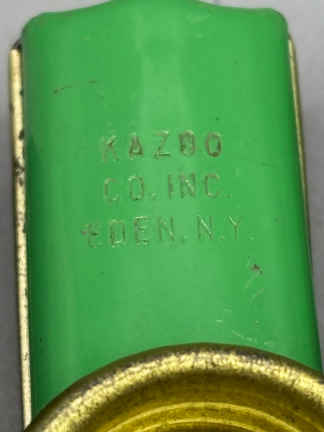 KAZOO
CO. INC.
EDEN, N.Y.